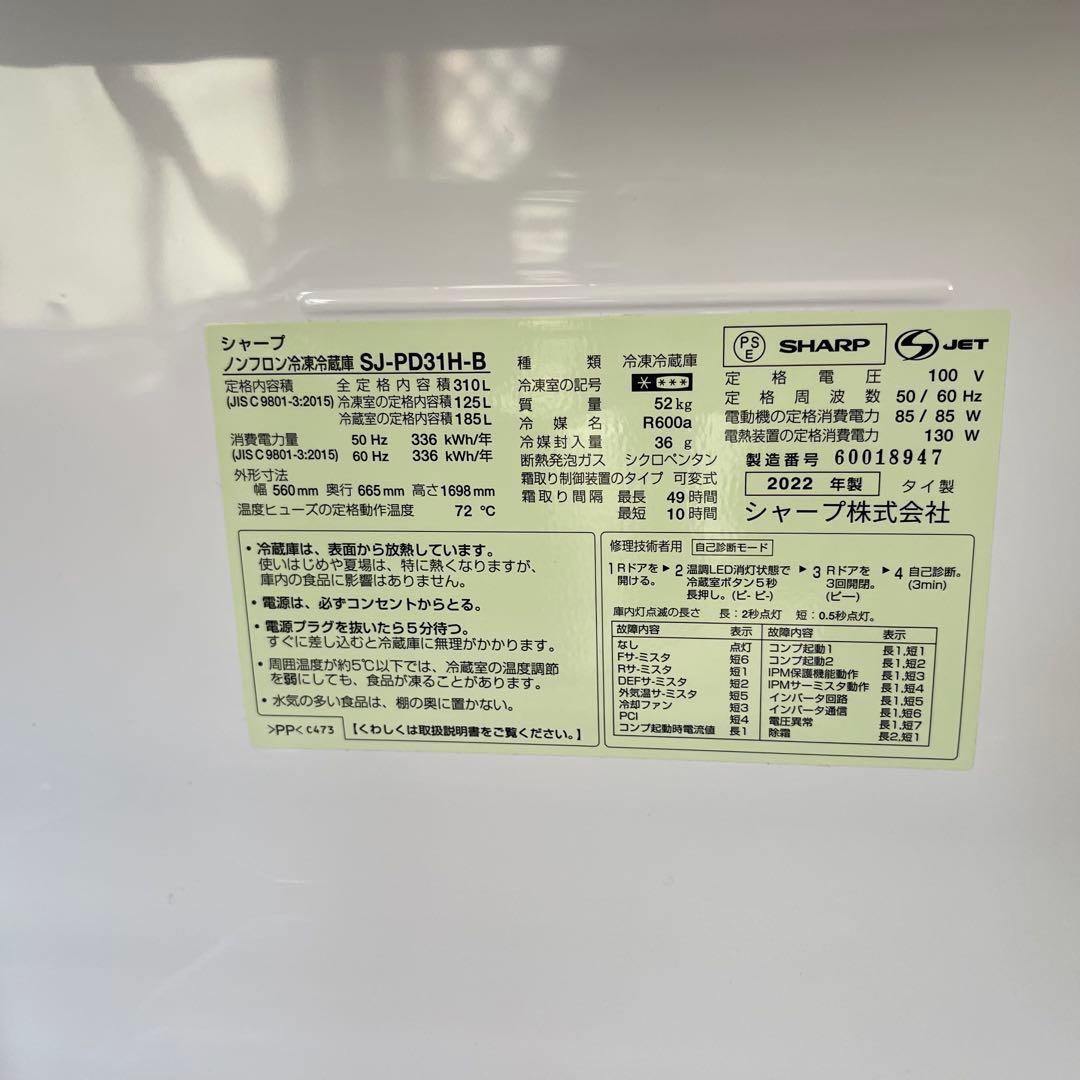 シャープ
ノンフロン冷凍冷蔵庫 SJ-PD31H-B
定格内容積 全定格内容積 310 L
(JIS C 9801-3:2015) 冷凍室の定格内容積 125 L
冷蔵室の定格内容積 185 L
消費電力量 50 Hz 336 kWh/年
(JIS C 9801-3:2015) 60 Hz 336 kWh/年
外形寸法
幅 560 mm 奥行 665 mm 高さ 1698 mm
温度ヒューズの定格動作温度 72 ℃
種類 冷凍冷蔵庫
冷凍室の記号 * ***
質量 52 kg
冷媒名 R600a
冷媒封入量 36 g
断熱発泡ガス シクロペンタン
霜取り制御装置のタイプ 可変式
霜取り間隔 最長 49 時間
最短 10 時間
PSE SHARP S JET
定格電圧 100 V
定格周波数 50 / 60 Hz
電動機の定格消費電力 85 / 85 W
電熱装置の定格消費電力 130 W
製造番号 60018947
2022 年製 タイ製
シャープ株式会社
・冷蔵庫は、表面から放熱しています。
使いはじめや夏場は、特に熱くなりますが、
庫内の食品に影響はありません。
・電源は、必ずコンセントからとる。
・電源プラグを抜いたら5分待つ。
すぐに差し込むと冷蔵庫に無理がかかります。
・周囲温度が約5℃以下では、冷蔵室の温度調節
を弱にしても、食品が凍ることがあります。
・水気の多い食品は、棚の奥に置かない。
>PP< C473 【くわしくは取扱説明書をご覧ください。】
修理技術者用 自己診断モード
1 Rドアを開ける。 ▶ 2 温調LED消灯状態で冷蔵室ボタン5秒長押し。(ピ- ピ-) ▶ 3 Rドアを3回開閉。(ピー) ▶ 4 自己診断。(3min)
庫内灯点滅の長さ 長：2秒点灯 短：0.5秒点灯。
故障内容 表示 故障内容 表示
なし 点灯 コンプ起動1 長1,短1
Fサ-ミスタ 短6 コンプ起動2 長1,短2
Rサ-ミスタ 短1 IPM保護機能動作 長1,短3
DEFサ-ミスタ 短2 IPMサーミスタ動作 長1,短4
外気温サ-ミスタ 短5 インバータ回路 長1,短5
冷却ファン 短3 インバータ通信 長1,短6
PCI 短4 電圧異常 長1,短7
コンプ起動時電流値 長1 除霜 長2,短1